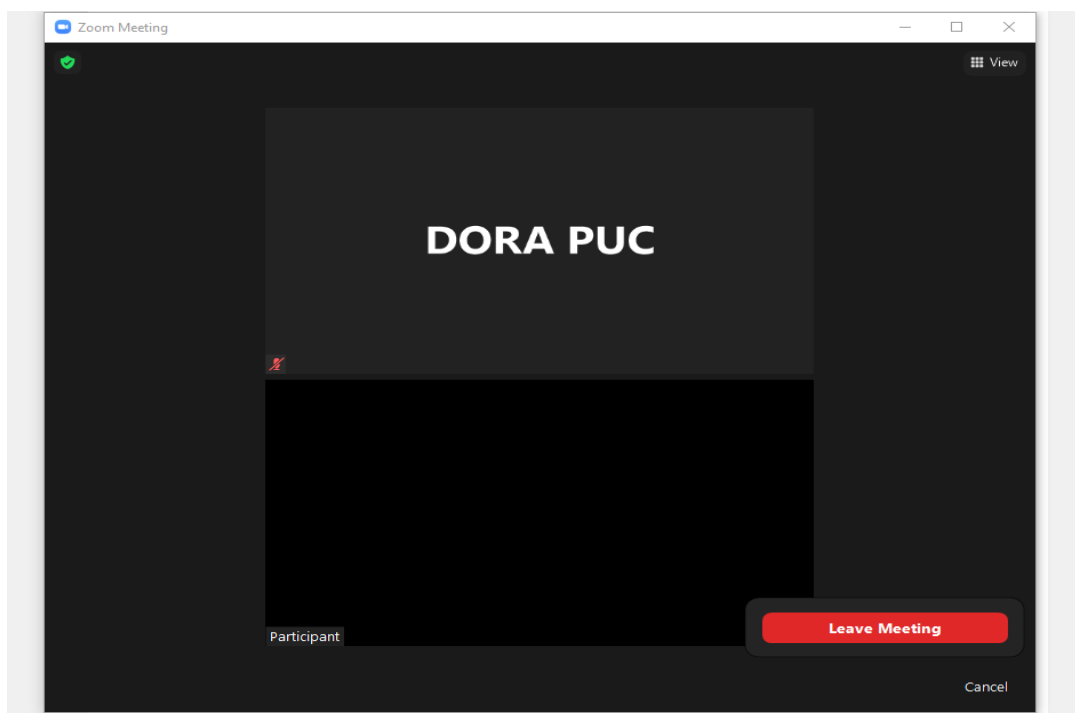 Zoom Meeting
View
DORA PUC
Participant
Leave Meeting
Cancel